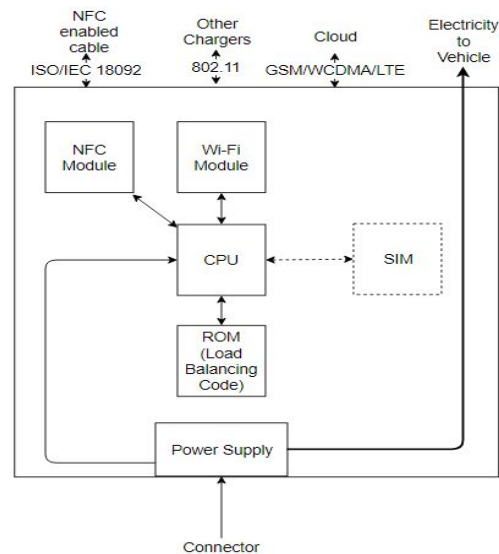 NFC
enabled
cable
ISO/IEC 18092
Other
Chargers
802.11
Cloud
GSM/WCDMA/LTE
Electricity
to
Vehicle
NFC
Module
Wi-Fi
Module
CPU
SIM
ROM
(Load
Balancing
Code)
Power Supply
Connector